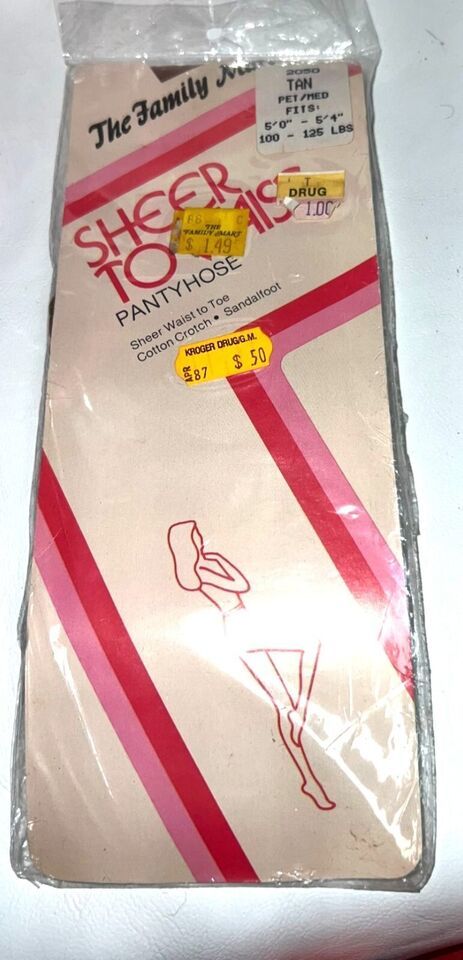 The Family
2050
TAN
PET/MED
FITS:
5'0" - 5'4"
100 - 125 LBS
T
DRUG
1.00
SHEER
TO
PANTYHOSE
THE
FAMILY MART
$ 1.49
Sheer Waist to Toe
Cotton Crotch • Sandalfoot
KROGER DRUG/G.M.
APR
87
$ .50